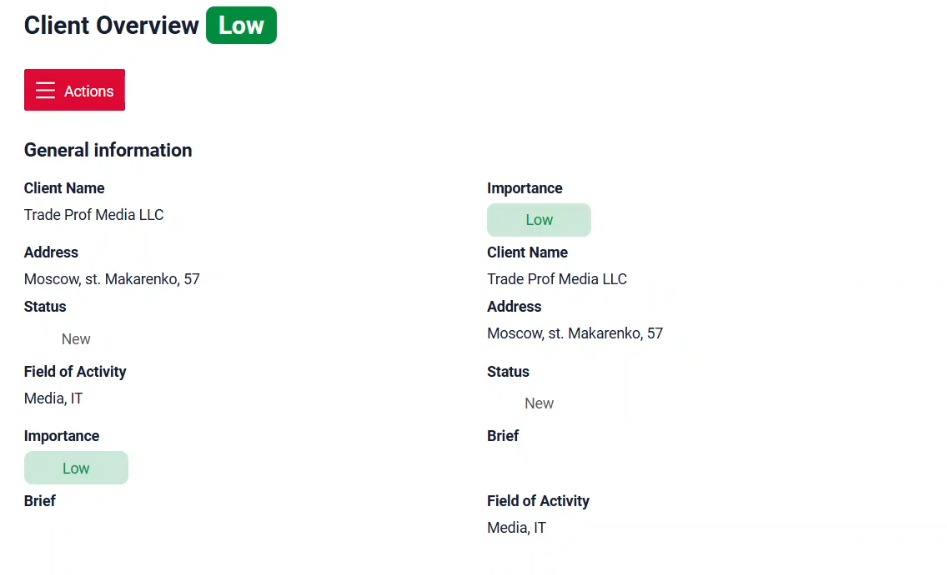 Client Overview Low
Actions
General information
Client Name
Trade Prof Media LLC
Address
Moscow, st. Makarenko, 57
Status
New
Field of Activity
Media, IT
Importance
Low
Brief
Importance
Low
Client Name
Trade Prof Media LLC
Address
Moscow, st. Makarenko, 57
Status
New
Brief
Field of Activity
Media, IT